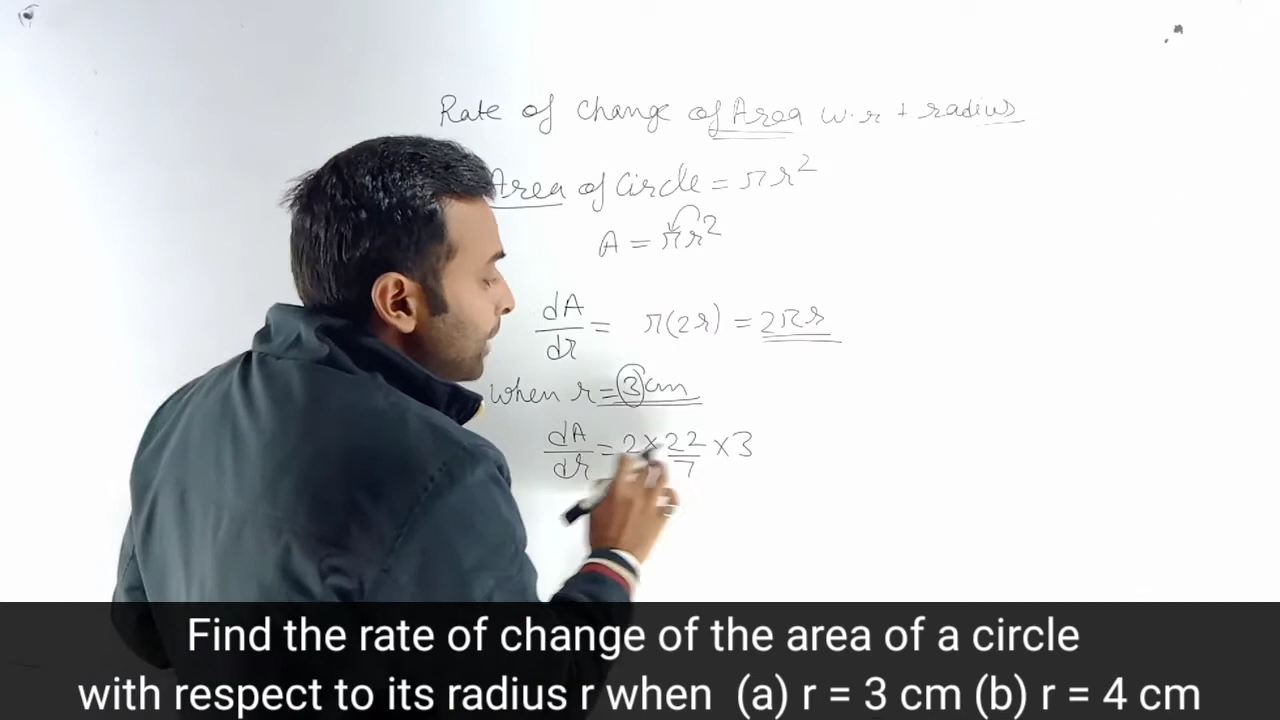 Rate of change of Area w.r + radius
Area of Circle = πr²
A = πr²
dA/dr = π(2r) = 2πr
when r = 3 cm
dA/dr = 2 × 22/7 × 3
Find the rate of change of the area of a circle
with respect to its radius r when (a) r = 3 cm (b) r = 4 cm